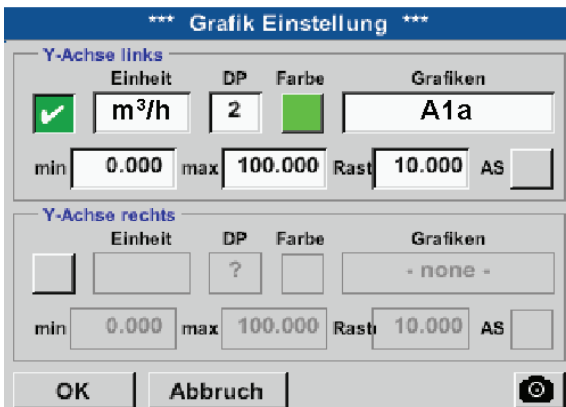 *** Grafik Einstellung ***
Y-Achse links
Einheit DP Farbe Grafiken
m³/h 2 A1a
min 0.000 max 100.000 Rast 10.000 AS
Y-Achse rechts
Einheit DP Farbe Grafiken
? - none -
min 0.000 max 100.000 Rast 10.000 AS
OK Abbruch